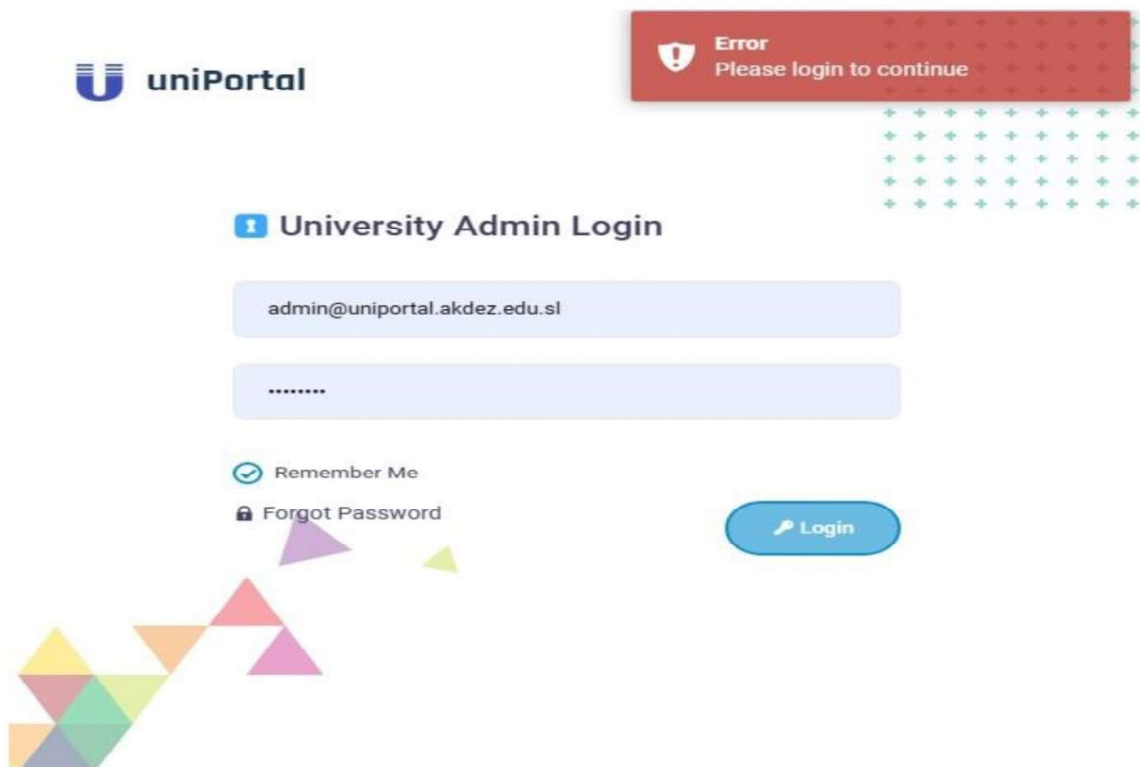 uniPortal
Error
Please login to continue
University Admin Login
admin@uniportal.akdez.edu.sl
••••••••
Remember Me
Forgot Password
Login